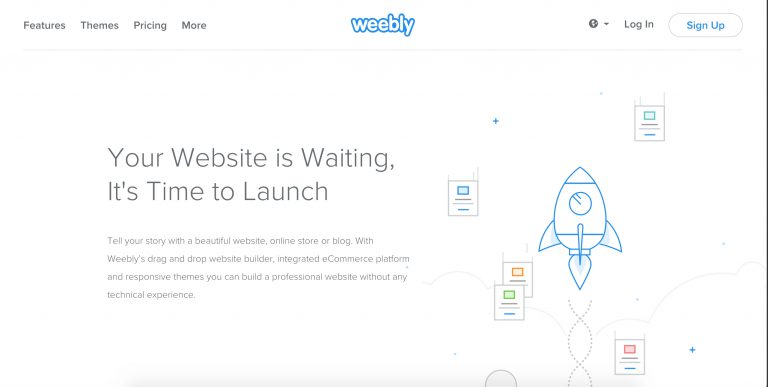 Features Themes Pricing More weebly Log In Sign Up
Your Website is Waiting,
It's Time to Launch
Tell your story with a beautiful website, online store or blog. With
Weebly's drag and drop website builder, integrated eCommerce platform
and responsive themes you can build a professional website without any
technical experience.